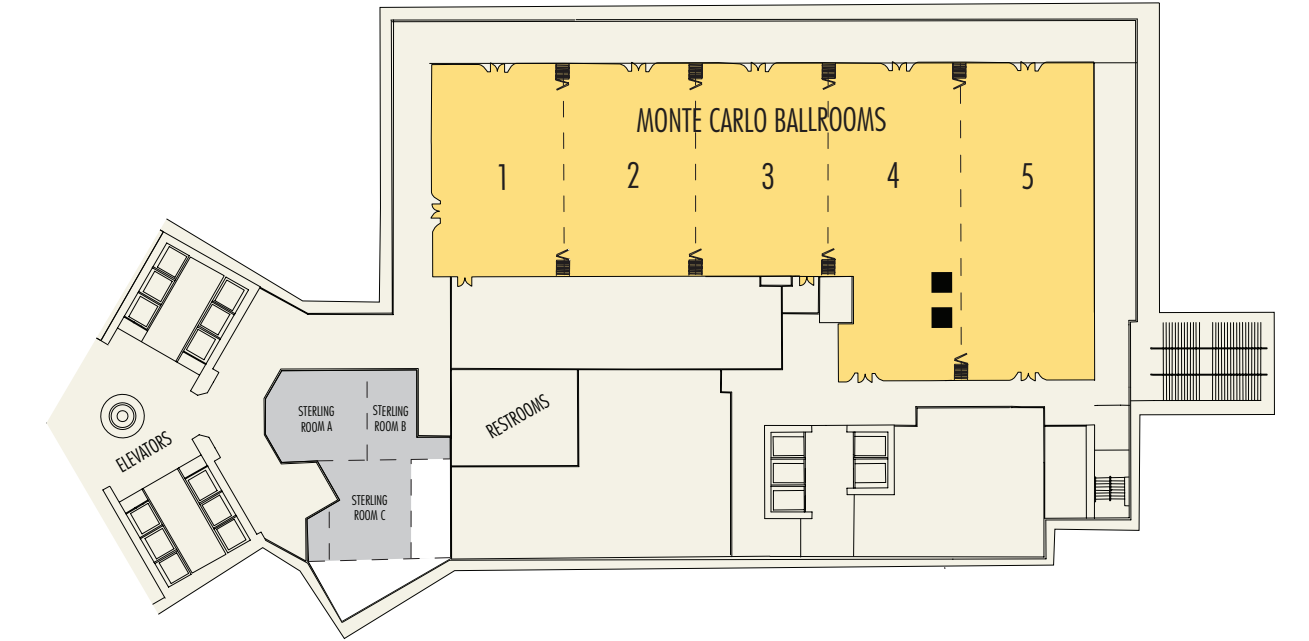 MONTE CARLO BALLROOMS
1
2
3
4
5
STERLING
ROOM A
STERLING
ROOM B
RESTROOMS
ELEVATORS
STERLING
ROOM C